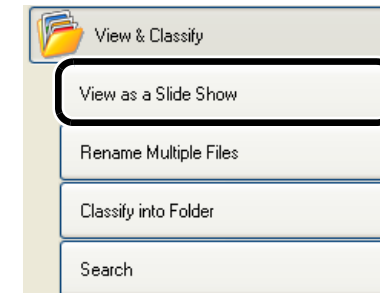 View & Classify
View as a Slide Show
Rename Multiple Files
Classify into Folder
Search